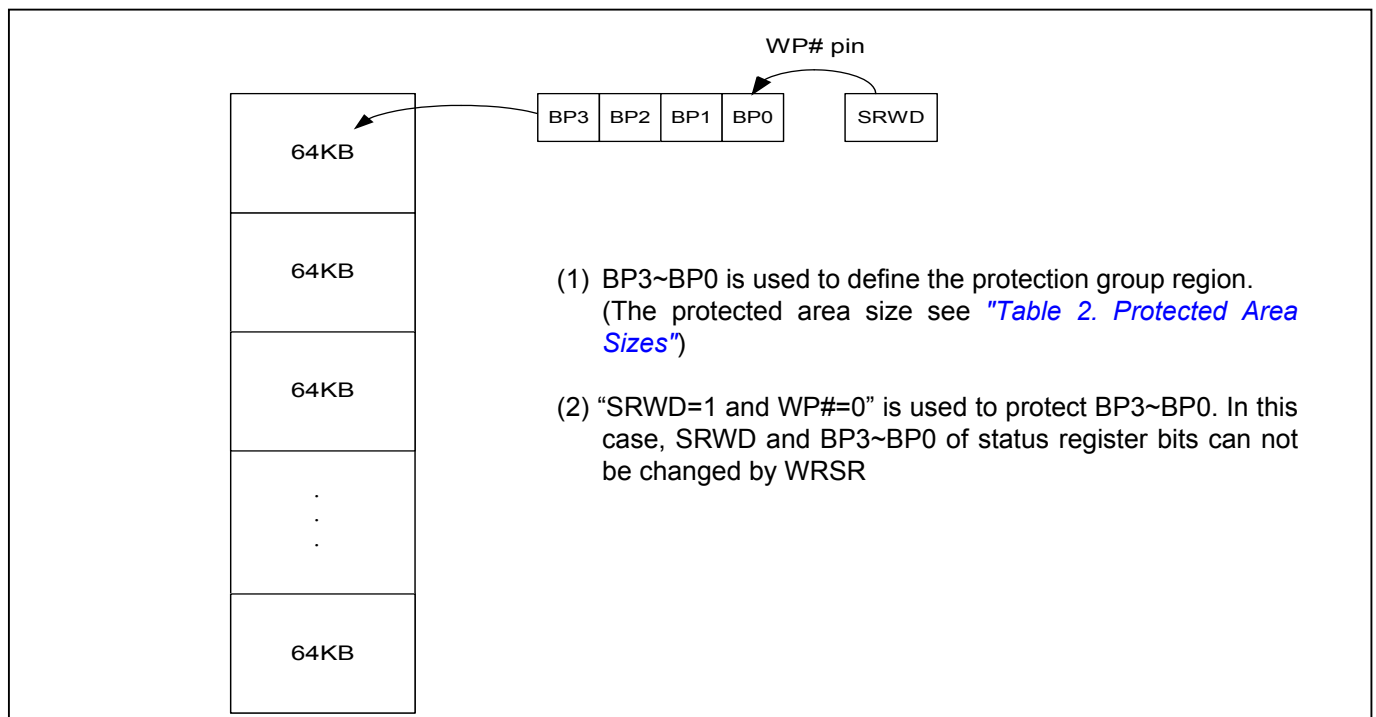 WP# pin
BP3 BP2 BP1 BP0 SRWD
64KB
64KB
64KB
.
.
.
64KB
(1) BP3~BP0 is used to define the protection group region.
(The protected area size see "Table 2. Protected Area
Sizes")
(2) “SRWD=1 and WP#=0” is used to protect BP3~BP0. In this
case, SRWD and BP3~BP0 of status register bits can not
be changed by WRSR